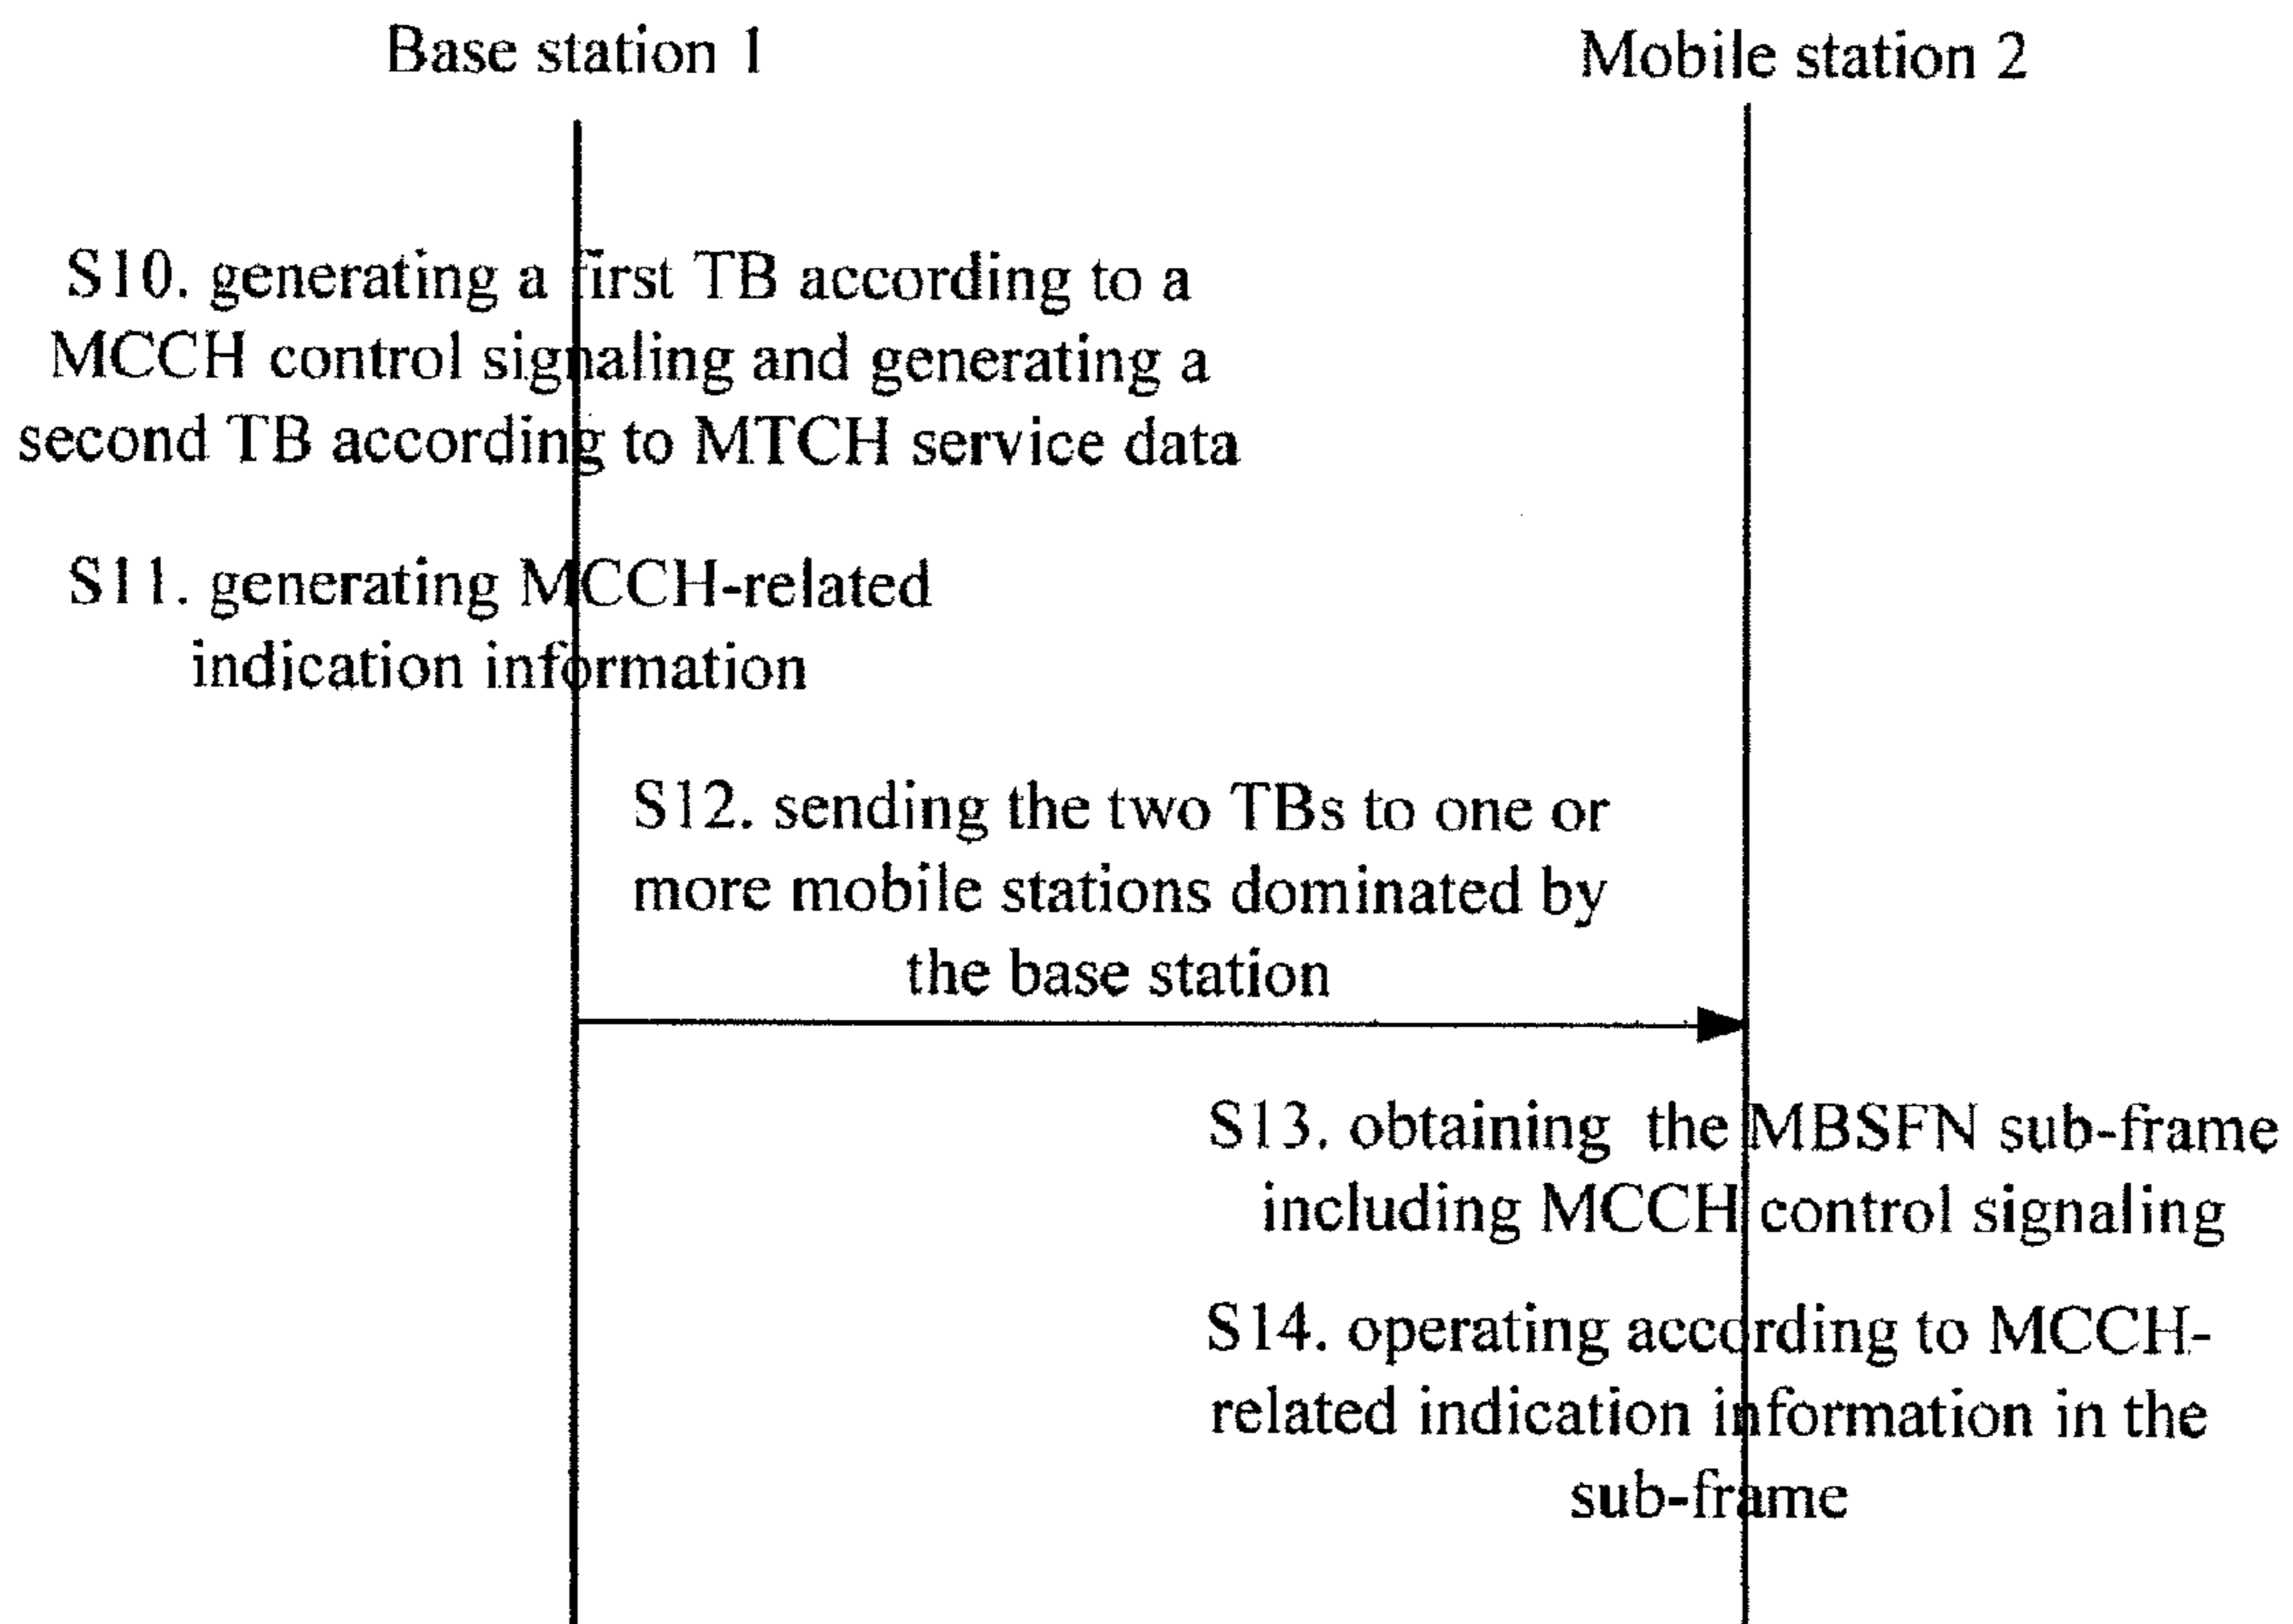 Base station 1
Mobile station 2
S10. generating a first TB according to a
MCCH control signaling and generating a
second TB according to MTCH service data
S11. generating MCCH-related
indication information
S12. sending the two TBs to one or
more mobile stations dominated by
the base station
S13. obtaining the MBSFN sub-frame
including MCCH control signaling
S14. operating according to MCCH-
related indication information in the
sub-frame